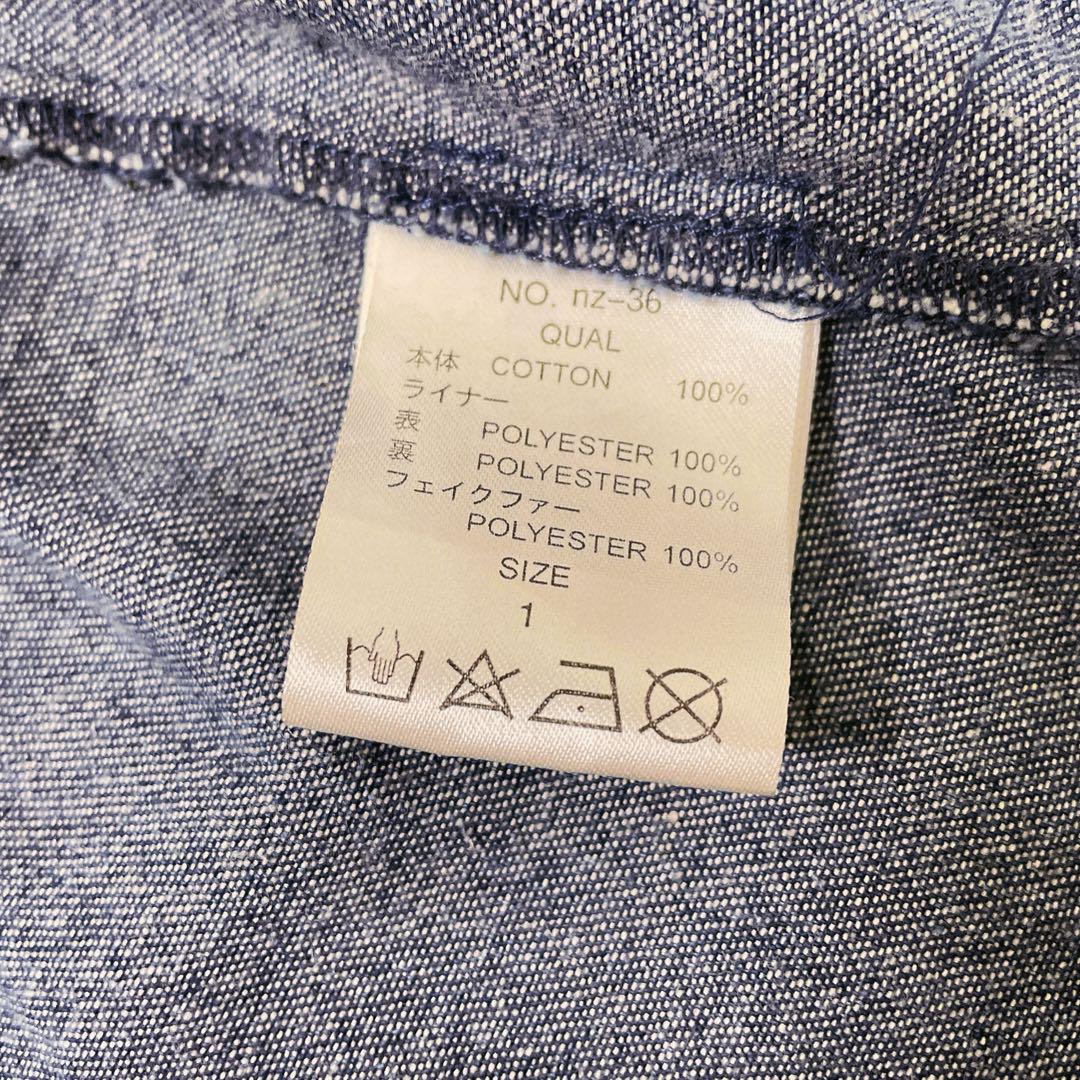 NO. nz-36
QUAL
本体 COTTON 100%
ライナー
表 POLYESTER 100%
裏 POLYESTER 100%
フェイクファー
POLYESTER 100%
SIZE
1